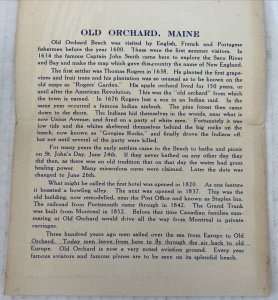 OLD ORCHARD, MAINE
Old Orchard Beach was visited by English, French and Portugese
fishermen before the year 1600. These were the first summer visitors. In
1614 the famous Captain John Smith came here to explore the Saco River
and Bay and make the map which gave this country the name of New England.
The first settler was Thomas Rogers in 1638. He planted the first grape-
vines and fruit trees and his plantation was so unusual as to be known on the
old maps as "Rogers' Garden." His apple orchard lived for 150 years, or
until after the American Revolution. This was the "old orchard" from which
the town is named. In 1676 Rogers lost a son in an Indian raid. In the
same year occurred a famous Indian ambush. The pine forest then came
down to the shore. The Indians hid themselves in the woods, near what is
now Union Avenue, and fired on a party of white men. Fortunately it was
low tide and the whites sheltered themselves behind the big rocks on the
beach, now known as "Googins Rocks," and finally drove the Indians off,
but not until several of the party were killed.
For many years the early settlers came to the Beach to bathe and picnic
on St. John's Day, June 24th. If they never bathed on any other day they
did then, as there was an old tradition that on that day the water had great
healing power. Many miraculous cures were claimed. Later the date was
changed to June 26th.
What might be called the first hotel was opened in 1820. As one feature
it boasted a bowling alley. The next was opened in 1837. This was the
old building, now remodelled, near the Post Office and known as Staples Inn.
The railroad from Portsmouth came through in 1842. The Grand Trunk
was built from Montreal in 1852. Before that time Canadian families summ-
ering at Old Orchard would drive all the way from Montreal in private
carriages.
Three hundred years ago men sailed over the sea from Europe to Old
Orchard. Today men leave from here to fly through the air back to old
Europe. Old Orchard is now a very noted aviation ground. Every year
famous aviators and famous planes are to be seen on its splendid beach.